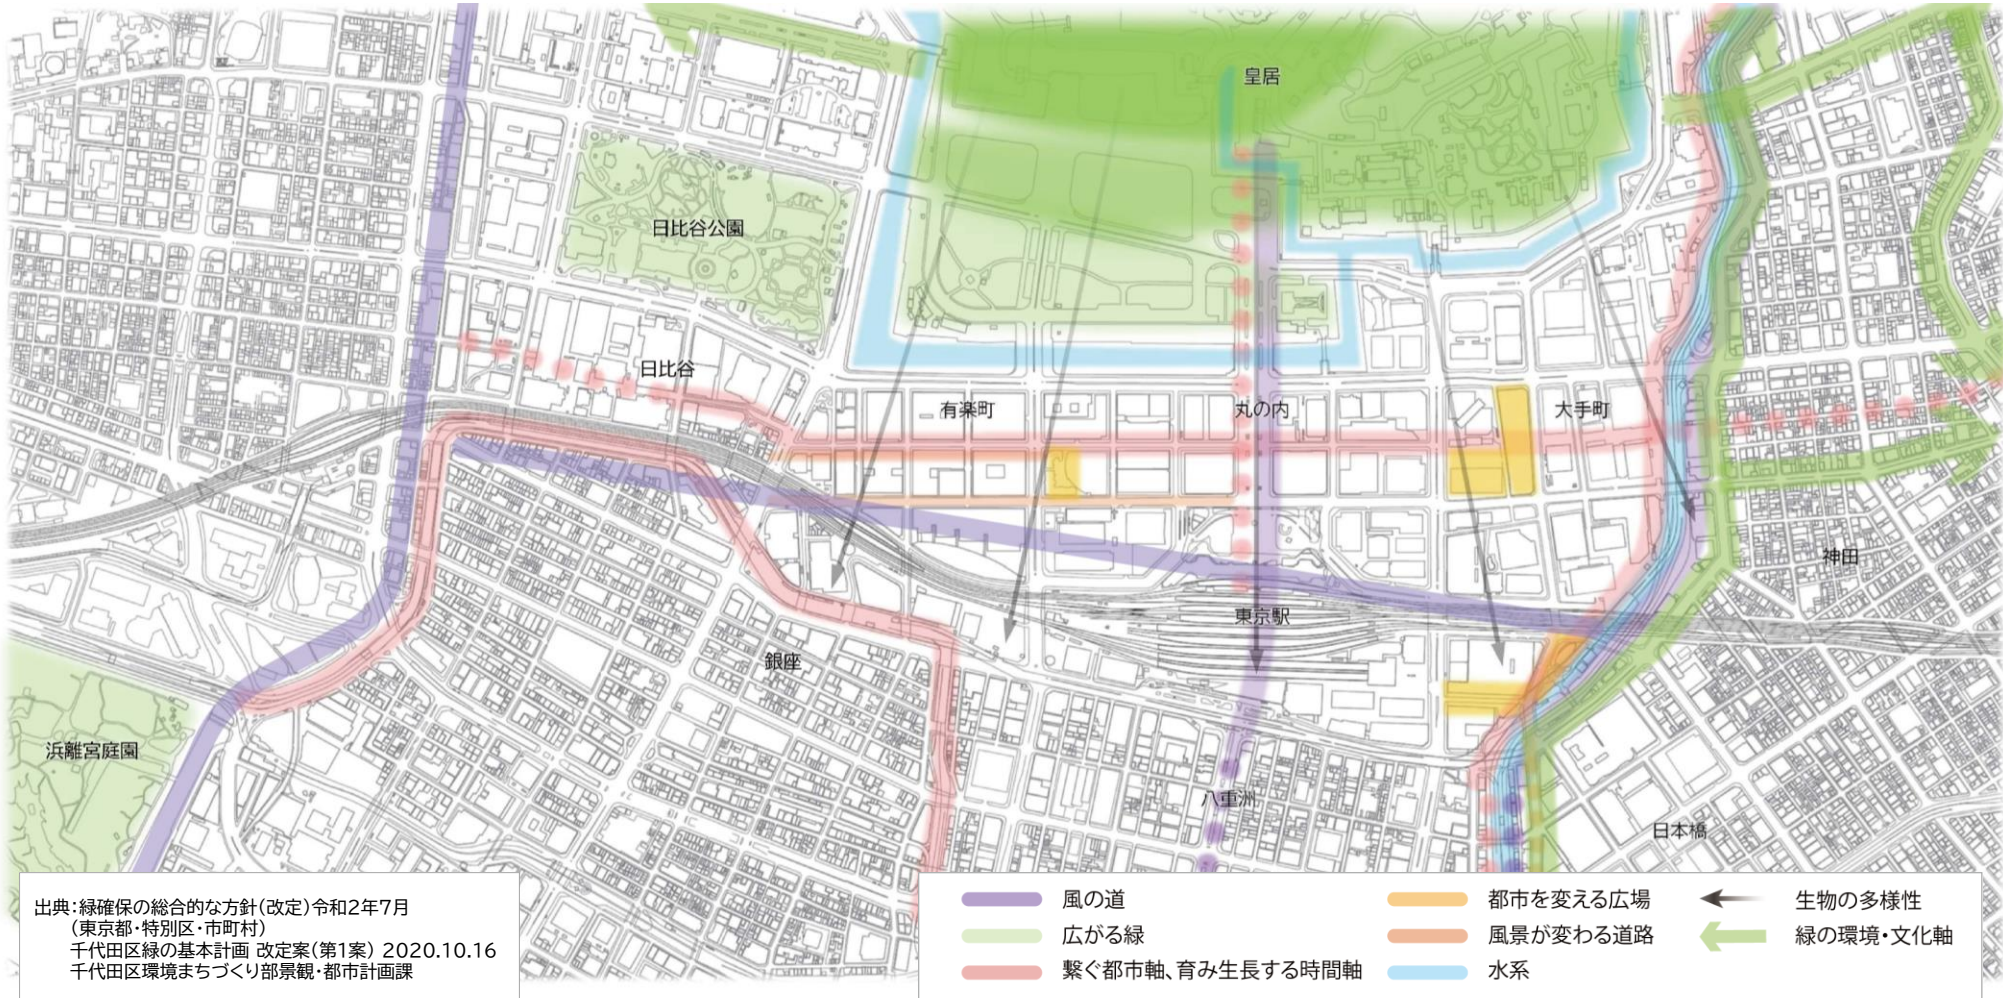 皇居
日比谷公園
日比谷
有楽町
丸の内
大手町
神田
東京駅
銀座
浜離宮庭園
八重洲
日本橋
出典:緑確保の総合的な方針(改定)令和2年7月
(東京都・特別区・市町村)
千代田区緑の基本計画 改定案(第1案) 2020.10.16
千代田区環境まちづくり部景観・都市計画課
風の道
広がる緑
繋ぐ都市軸、育み生長する時間軸
都市を変える広場
風景が変わる道路
水系
生物の多様性
緑の環境・文化軸